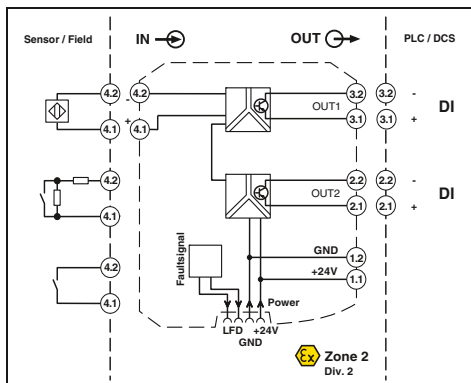 Sensor / Field
IN
OUT
PLC / DCS
4.2
4.1
-
4.2
+
4.1
OUT1
3.2
3.1
3.2
-
3.1
+
DI
4.2
4.1
OUT2
2.2
2.1
2.2
-
2.1
+
DI
4.2
4.1
Faultsignal
GND
1.2
+24V
1.1
Power
LFD
+24V
GND
Ex
Zone 2
Div. 2